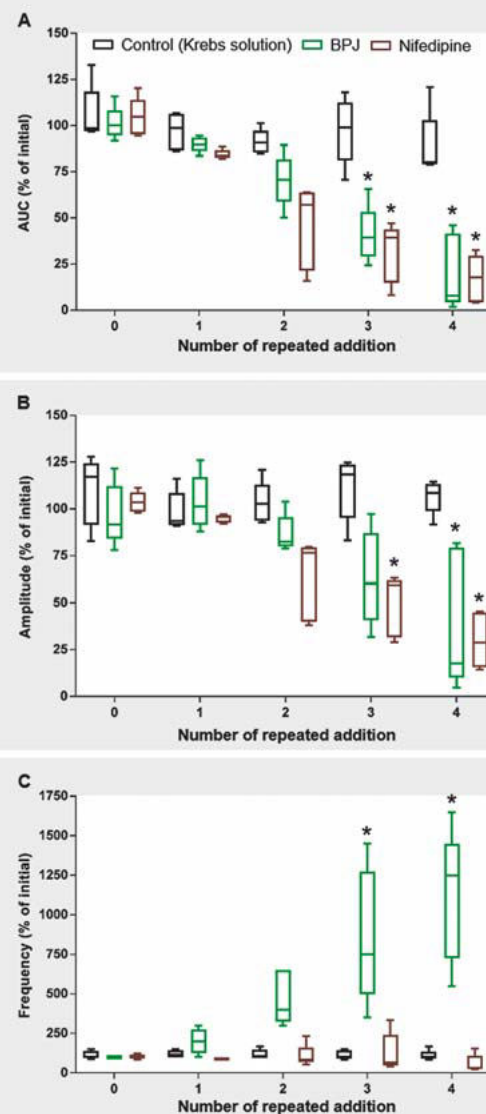 A
Control (Krebs solution) BPJ Nifedipine
150
125
100
75
50
25
0
AUC (% of initial)
* * * *
0 1 2 3 4
Number of repeated addition
B
150
125
100
75
50
25
0
Amplitude (% of initial)
* * *
0 1 2 3 4
Number of repeated addition
C
1750
1500
1250
1000
750
500
250
0
Frequency (% of initial)
* *
0 1 2 3 4
Number of repeated addition